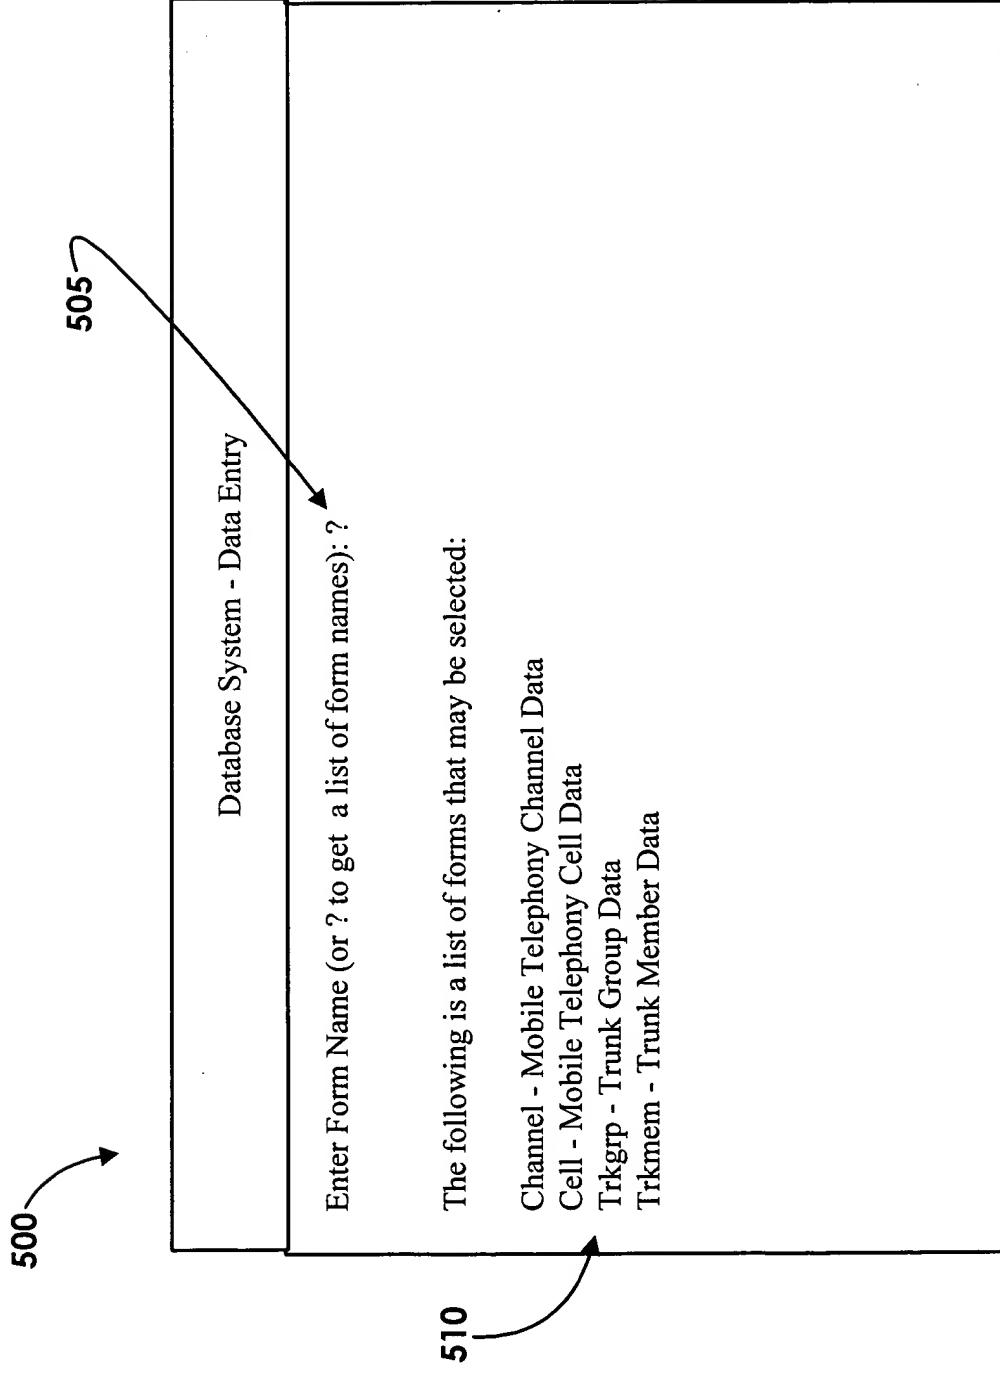 500
505
Database System - Data Entry
Enter Form Name (or ? to get a list of form names): ?
The following is a list of forms that may be selected:
510
Channel - Mobile Telephony Channel Data
Cell - Mobile Telephony Cell Data
Trkgrp - Trunk Group Data
Trkmem - Trunk Member Data